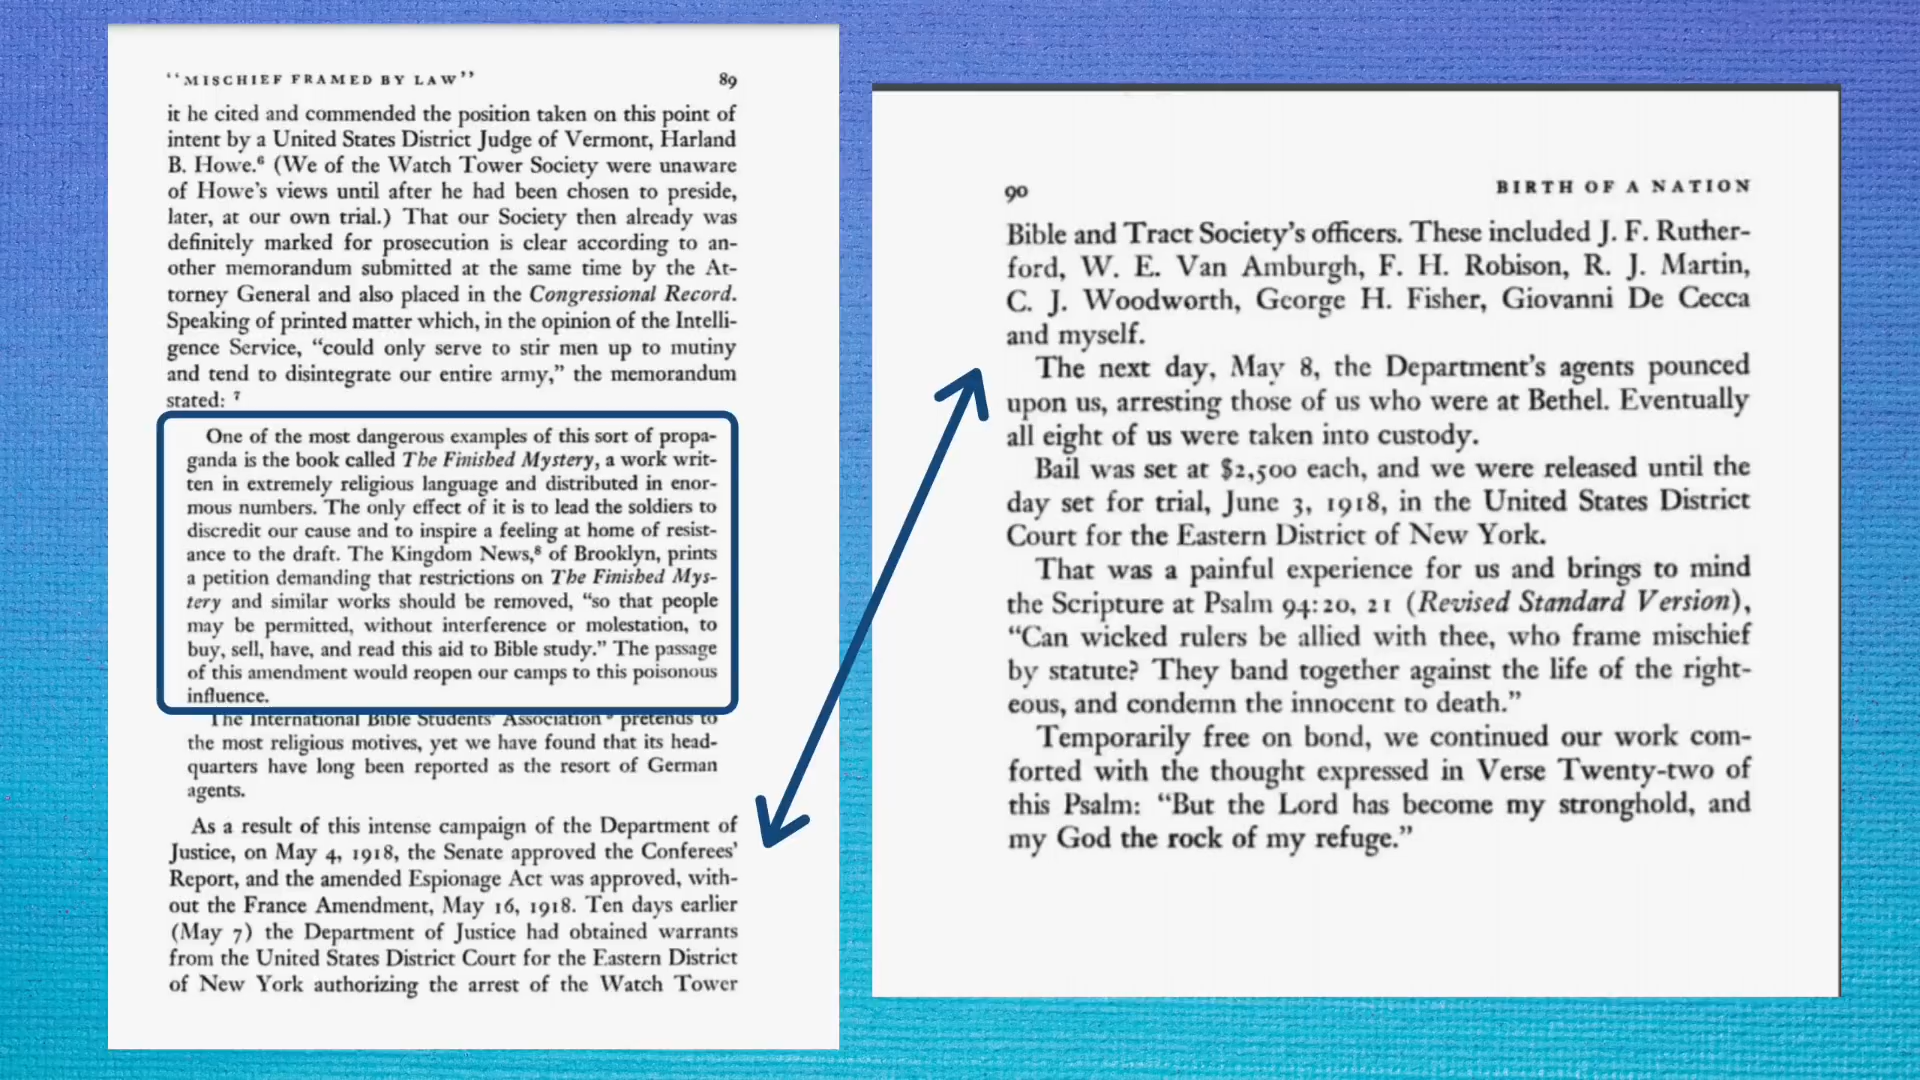 “MISCHIEF FRAMED BY LAW” 89
it he cited and commended the position taken on this point of
intent by a United States District Judge of Vermont, Harland
B. Howe.⁶ (We of the Watch Tower Society were unaware
of Howe’s views until after he had been chosen to preside,
later, at our own trial.) That our Society then already was
definitely marked for prosecution is clear according to an-
other memorandum submitted at the same time by the At-
torney General and also placed in the Congressional Record.
Speaking of printed matter which, in the opinion of the Intelli-
gence Service, “could only serve to stir men up to mutiny
and tend to disintegrate our entire army,” the memorandum
stated: ⁷
One of the most dangerous examples of this sort of propa-
ganda is the book called The Finished Mystery, a work writ-
ten in extremely religious language and distributed in enor-
mous numbers. The only effect of it is to lead the soldiers to
discredit our cause and to inspire a feeling at home of resist-
ance to the draft. The Kingdom News,⁸ of Brooklyn, prints
a petition demanding that restrictions on The Finished Mys-
tery and similar works should be removed, “so that people
may be permitted, without interference or molestation, to
buy, sell, have, and read this aid to Bible study.” The passage
of this amendment would reopen our camps to this poisonous
influence.
The International Bible Students’ Association ⁹ pretends to
the most religious motives, yet we have found that its head-
quarters have long been reported as the resort of German
agents.
As a result of this intense campaign of the Department of
Justice, on May 4, 1918, the Senate approved the Conferees’
Report, and the amended Espionage Act was approved, with-
out the France Amendment, May 16, 1918. Ten days earlier
(May 7) the Department of Justice had obtained warrants
from the United States District Court for the Eastern District
of New York authorizing the arrest of the Watch Tower
90 BIRTH OF A NATION
Bible and Tract Society’s officers. These included J. F. Ruther-
ford, W. E. Van Amburgh, F. H. Robison, R. J. Martin,
C. J. Woodworth, George H. Fisher, Giovanni De Cecca
and myself.
The next day, May 8, the Department’s agents pounced
upon us, arresting those of us who were at Bethel. Eventually
all eight of us were taken into custody.
Bail was set at $2,500 each, and we were released until the
day set for trial, June 3, 1918, in the United States District
Court for the Eastern District of New York.
That was a painful experience for us and brings to mind
the Scripture at Psalm 94:20, 21 (Revised Standard Version),
“Can wicked rulers be allied with thee, who frame mischief
by statute? They band together against the life of the right-
eous, and condemn the innocent to death.”
Temporarily free on bond, we continued our work com-
forted with the thought expressed in Verse Twenty-two of
this Psalm: “But the Lord has become my stronghold, and
my God the rock of my refuge.”